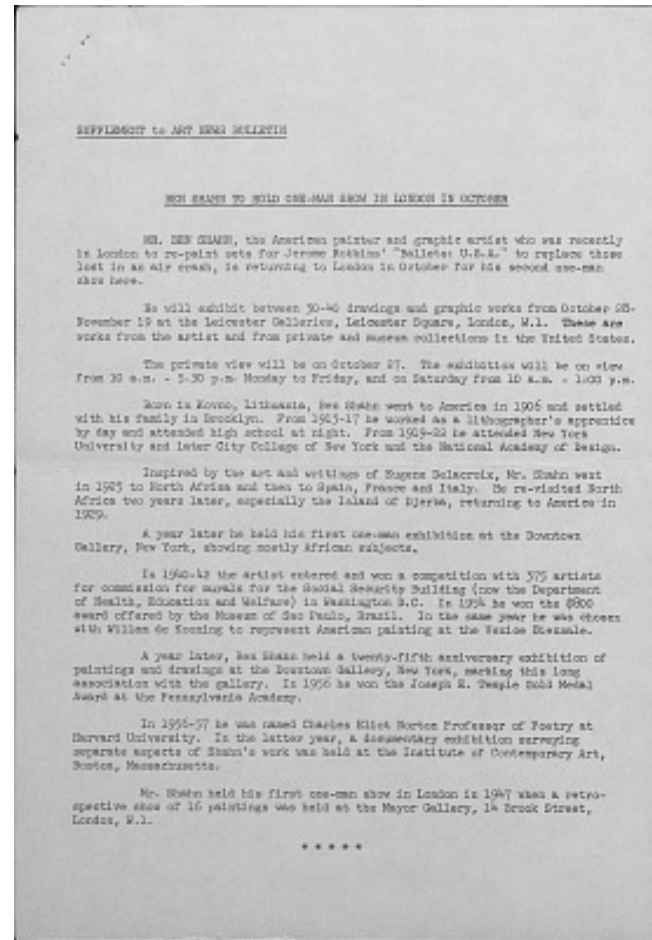 SUPPLEMENT to ART NEWS BULLETIN
BEN SHAHN TO HOLD ONE-MAN SHOW IN LONDON IN OCTOBER
MR. BEN SHAHN, the American painter and graphic artist who was recently
in London to re-paint sets for Jerome Robbins' "Ballets: U.S.A." to replace those
lost in an air crash, is returning to London in October for his second one-man
show here.
He will exhibit between 30-40 drawings and graphic works from October 28-
November 19 at the Leicester Galleries, Leicester Square, London, W.1. These are
works from the artist and from private and museum collections in the United States.
The private view will be on October 27. The exhibition will be on view
from 10 a.m. - 5.30 p.m. Monday to Friday, and on Saturday from 10 a.m. - 1:00 p.m.
Born in Kovno, Lithuania, Ben Shahn went to America in 1906 and settled
with his family in Brooklyn. From 1913-17 he worked as a lithographer's apprentice
by day and attended high school at night. From 1919-22 he attended New York
University and later City College of New York and the National Academy of Design.
Inspired by the art and writings of Eugene Delacroix, Mr. Shahn went
in 1925 to North Africa and then to Spain, France and Italy. He re-visited North
Africa two years later, especially the Island of Djerba, returning to America in
1929.
A year later he held his first one-man exhibition at the Downtown
Gallery, New York, showing mostly African subjects.
In 1940-42 the artist entered and won a competition with 375 artists
for commission for murals for the Social Security Building (now the Department
of Health, Education and Welfare) in Washington D.C. In 1954 he won the $800
award offered by the Museum of Sao Paulo, Brazil. In the same year he was chosen
with Willem de Kooning to represent American painting at the Venice Biennale.
A year later, Ben Shahn held a twenty-fifth anniversary exhibition of
paintings and drawings at the Downtown Gallery, New York, marking this long
association with the gallery. In 1956 he won the Joseph E. Temple Gold Medal
Award at the Pennsylvania Academy.
In 1956-57 he was named Charles Eliot Norton Professor of Poetry at
Harvard University. In the latter year, a documentary exhibition surveying
separate aspects of Shahn's work was held at the Institute of Contemporary Art,
Boston, Massachusetts.
Mr. Shahn held his first one-man show in London in 1947 when a retro-
spective show of 16 paintings was held at the Mayor Gallery, 14 Brook Street,
London, W.1.
* * * * *